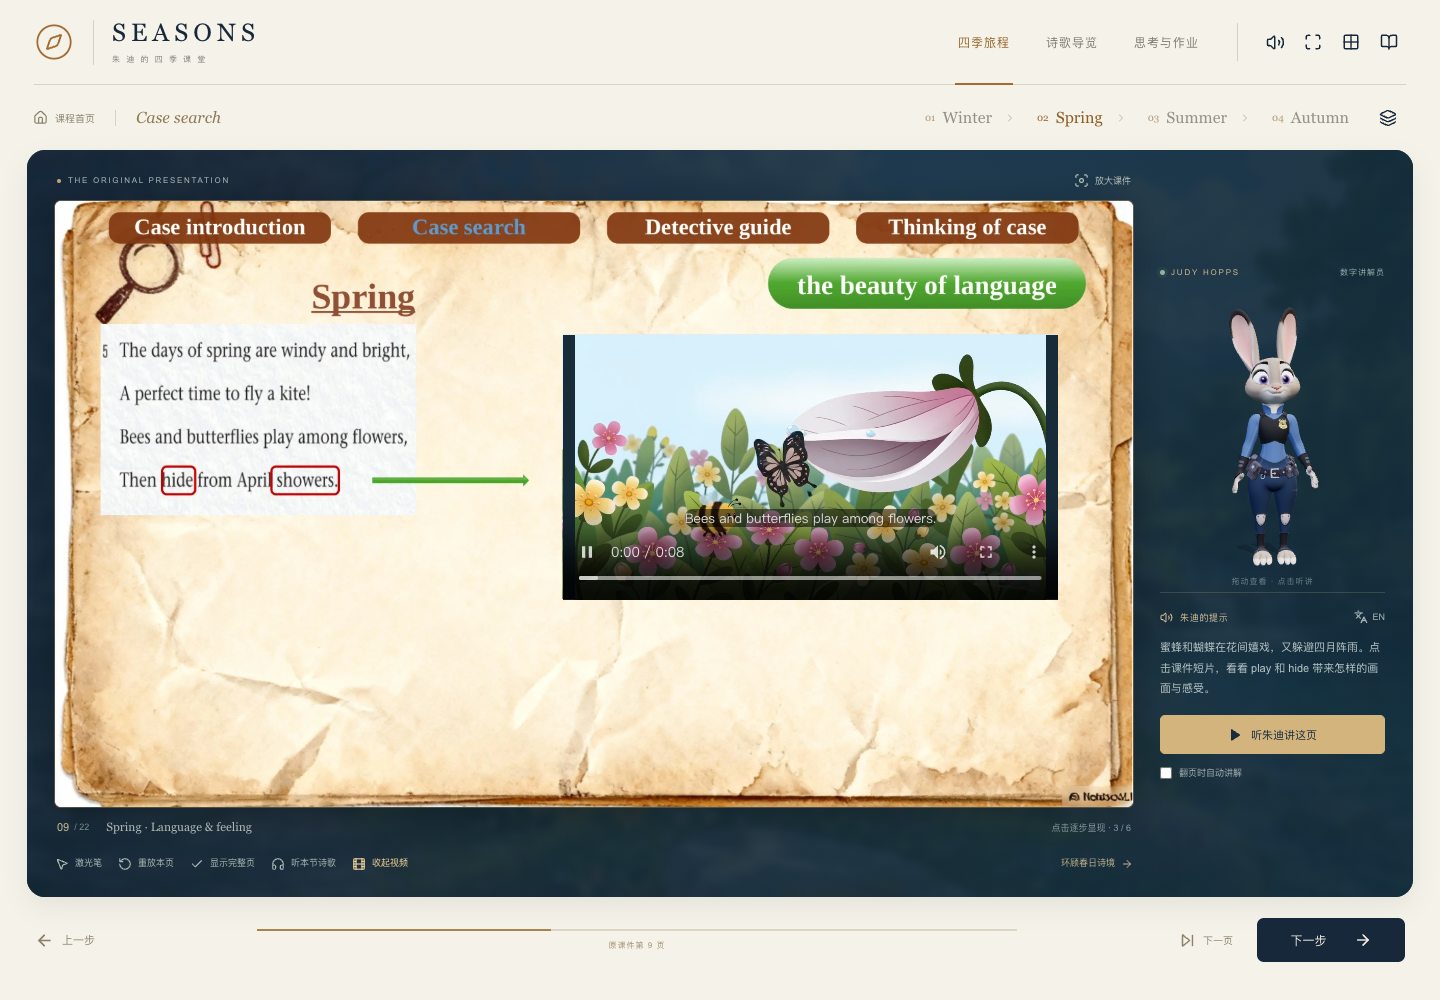 SEASONS
朱迪的四季课堂
四季旅程
诗歌导览
思考与作业
课程首页
Case search
01 Winter
02 Spring
03 Summer
04 Autumn
THE ORIGINAL PRESENTATION
放大课件
Case introduction
Case search
Detective guide
Thinking of case
Spring
the beauty of language
5 The days of spring are windy and bright,
A perfect time to fly a kite!
Bees and butterflies play among flowers,
Then hide from April showers.
Bees and butterflies play among flowers.
0:00 / 0:08
JUDY HOPPS
数字讲解员
拖动查看 · 点击听讲
朱迪的提示
EN
蜜蜂和蝴蝶在花间嬉戏，又躲避四月阵雨。点
击课件短片，看看 play 和 hide 带来怎样的画
面与感受。
听朱迪讲这页
翻页时自动讲解
09 / 22
Spring · Language & feeling
点击逐步显现 · 3 / 6
激光笔
重放本页
显示完整页
听本节诗歌
收起视频
环顾春日诗境
上一步
原课件第 9 页
下一页
下一步